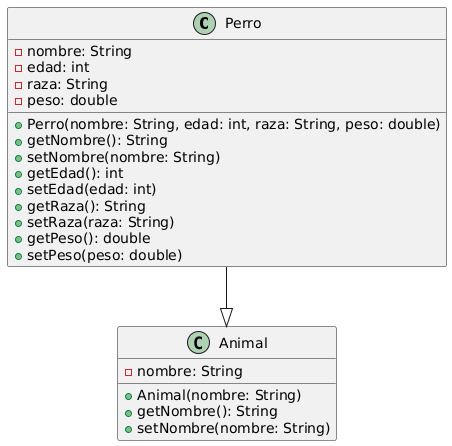 C Perro
nombre: String
edad: int
raza: String
peso: double
Perro(nombre: String, edad: int, raza: String, peso: double)
getNombre(): String
setNombre(nombre: String)
getEdad(): int
setEdad(edad: int)
getRaza(): String
setRaza(raza: String)
getPeso(): double
setPeso(peso: double)
C Animal
nombre: String
Animal(nombre: String)
getNombre(): String
setNombre(nombre: String)